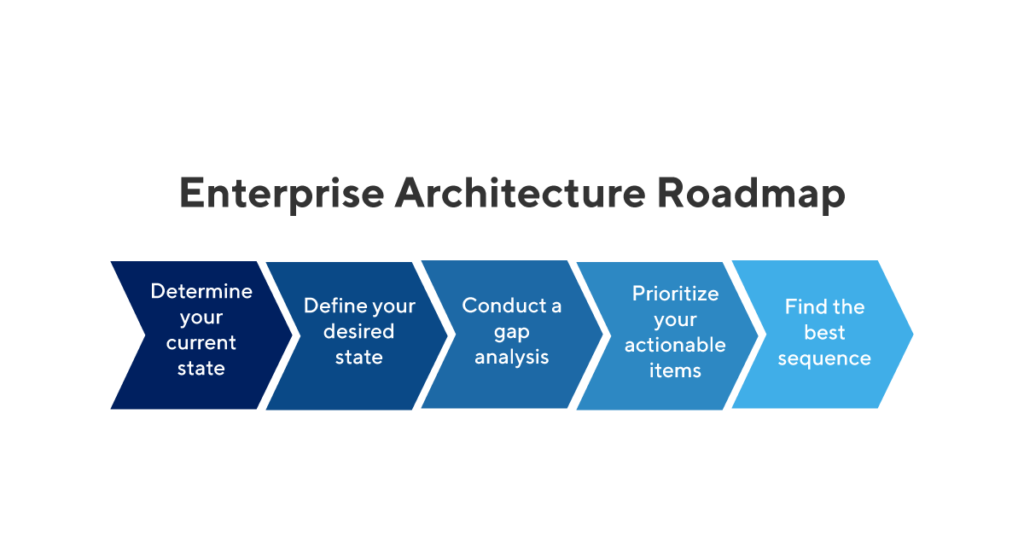 Enterprise Architecture Roadmap
Determine
your
current
state
Define your
desired
state
Conduct a
gap
analysis
Prioritize
your
actionable
items
Find the
best
sequence